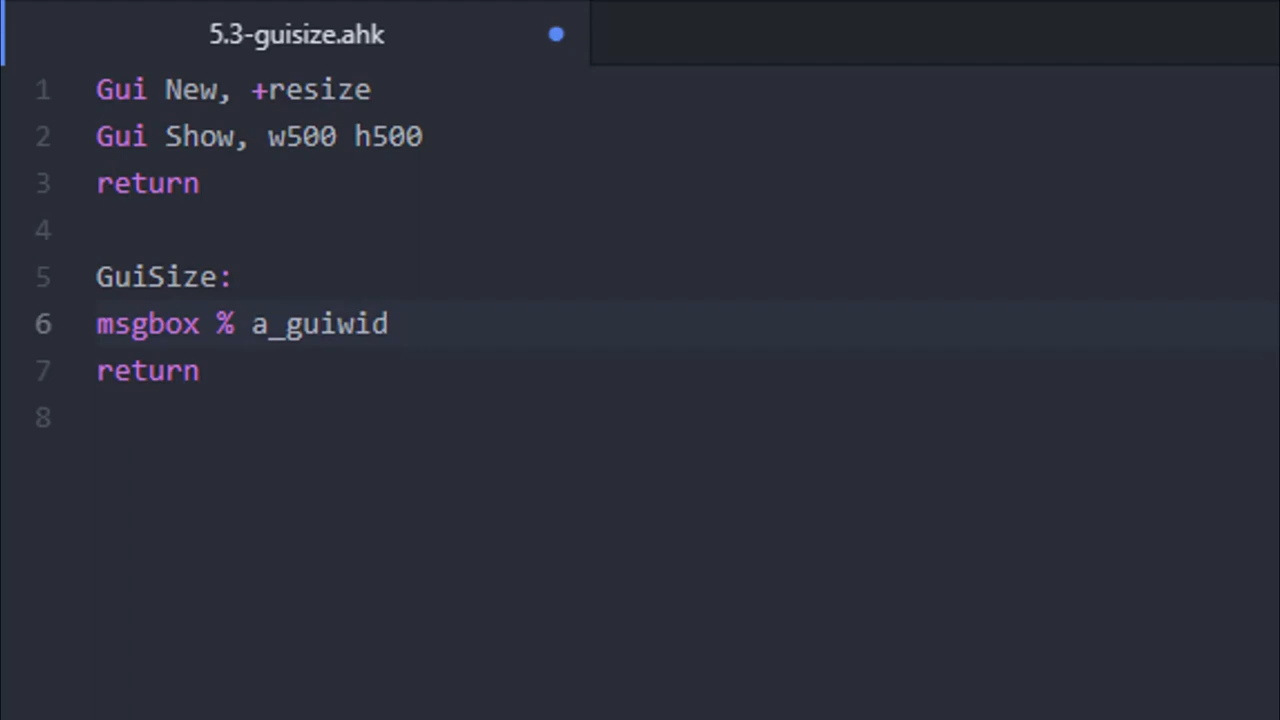 5.3-guisize.ahk
1 Gui New, +resize
2 Gui Show, w500 h500
3 return
4
5 GuiSize:
6 msgbox % a_guiwid
7 return
8